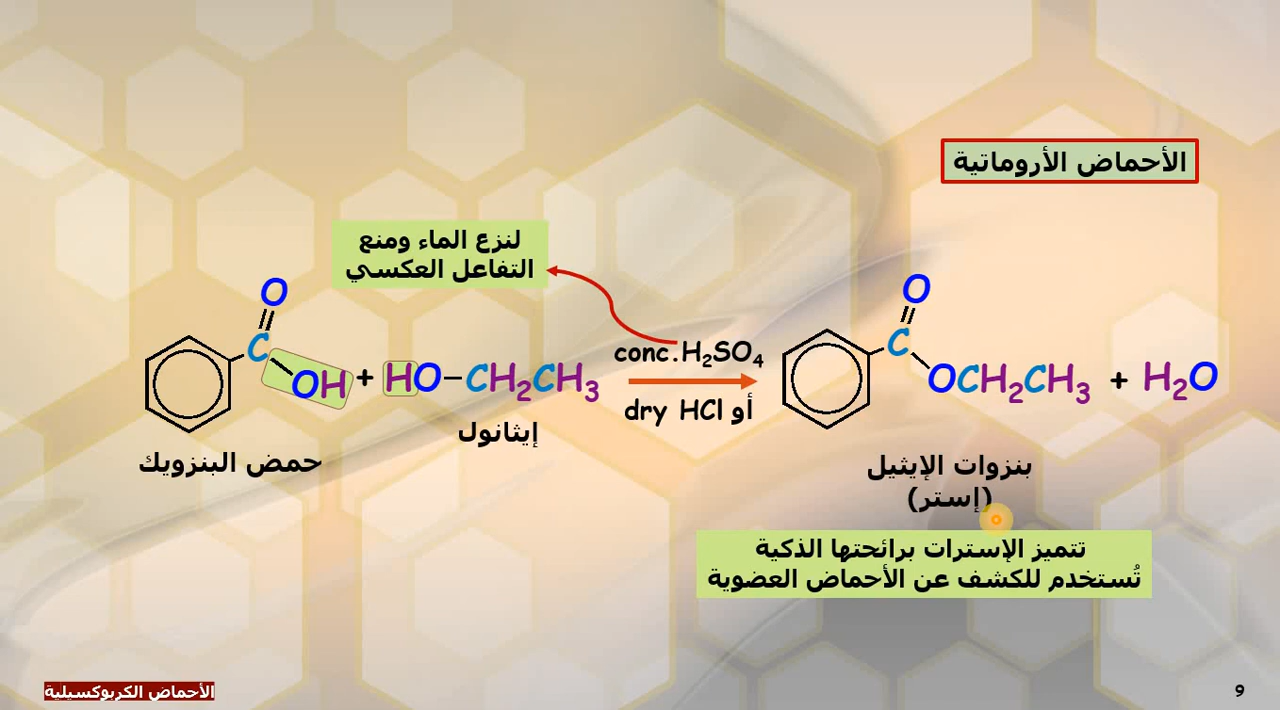 الأحماض الأروماتية
لنزع الماء ومنع
التفاعل العكسي
O
C
OH + HO–CH₂CH₃
conc.H₂SO₄
أو dry HCl
O
C
OCH₂CH₃ + H₂O
حمض البنزويك
إيثانول
بنزوات الإيثيل
(إستر)
تتميز الإسترات برائحتها الذكية
تُستخدم للكشف عن الأحماض العضوية
الأحماض الكربوكسيلية
9